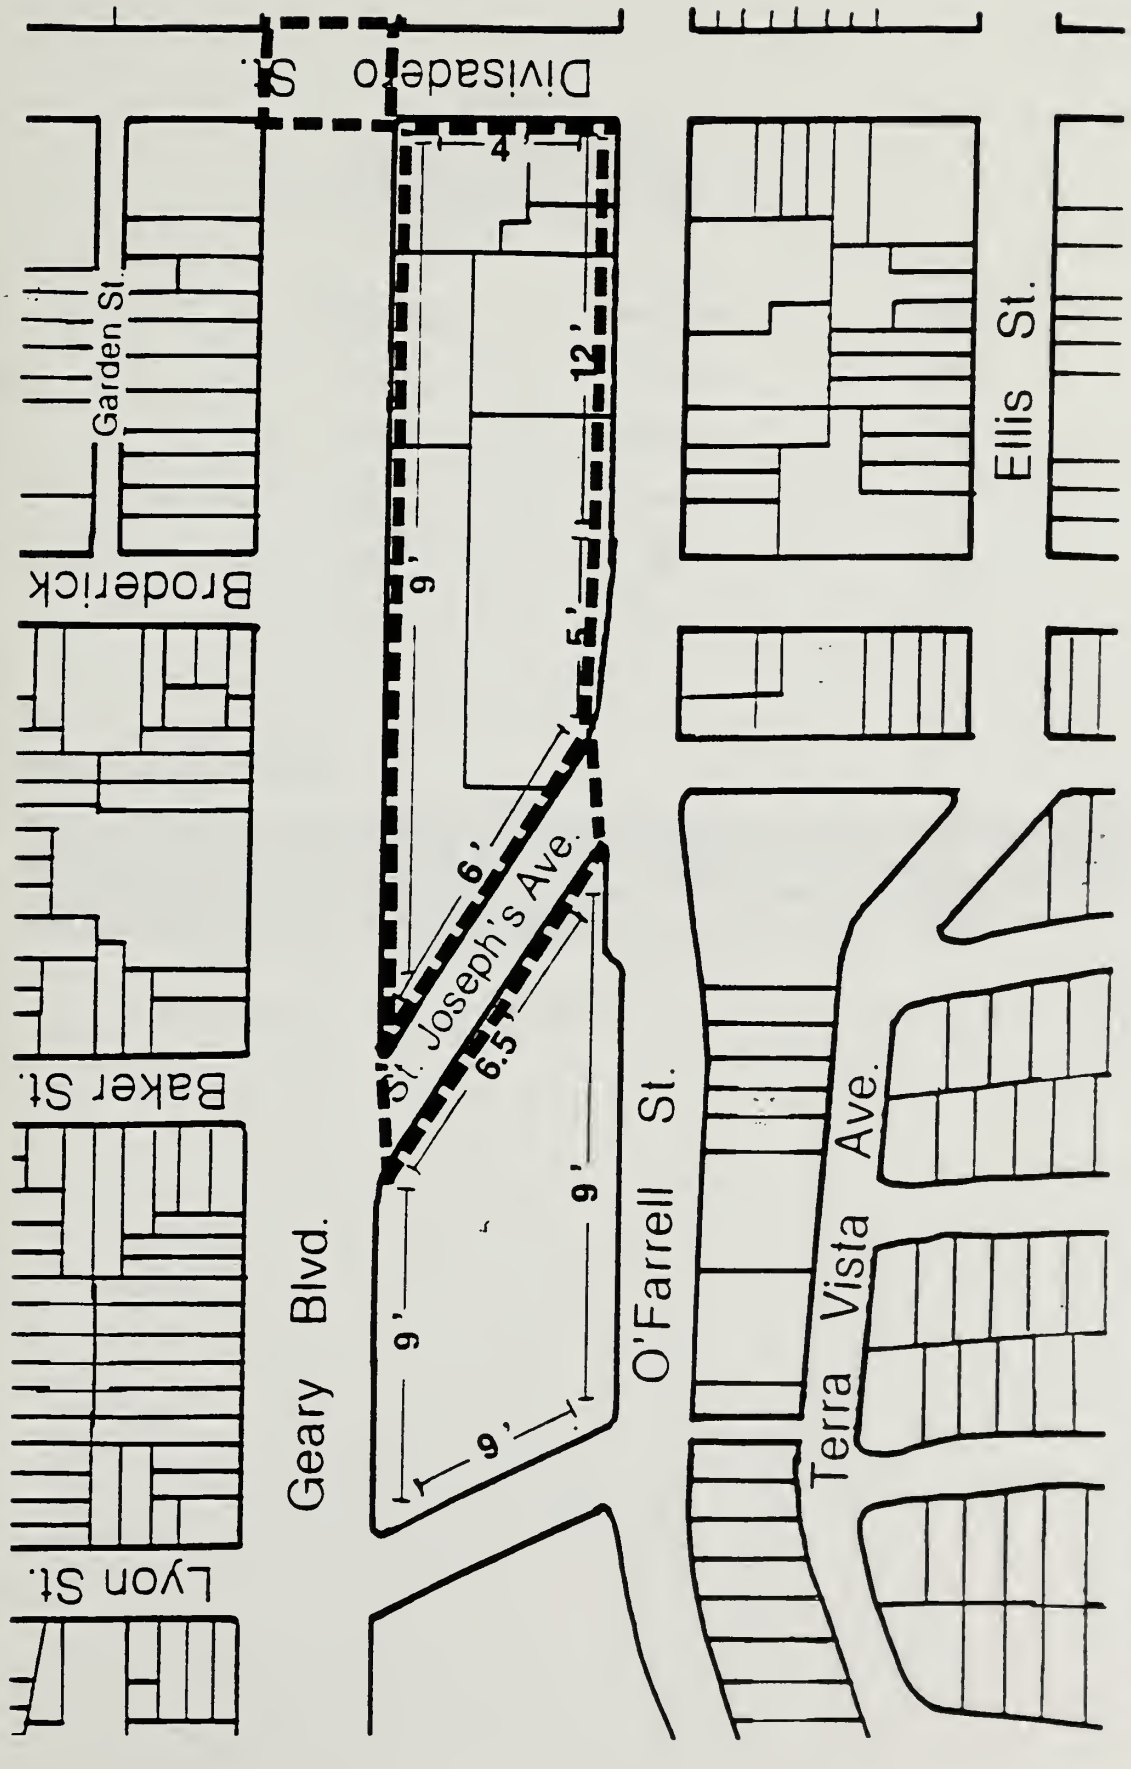 Divisadero St.
4
Garden St.
12'
Ellis St.
9'
5'
Broderick
6'
St. Joseph's Ave.
6.5'
Baker St.
9'
O'Farrell St.
Geary Blvd.
9'
9'
Terra Vista Ave.
Lyon St.